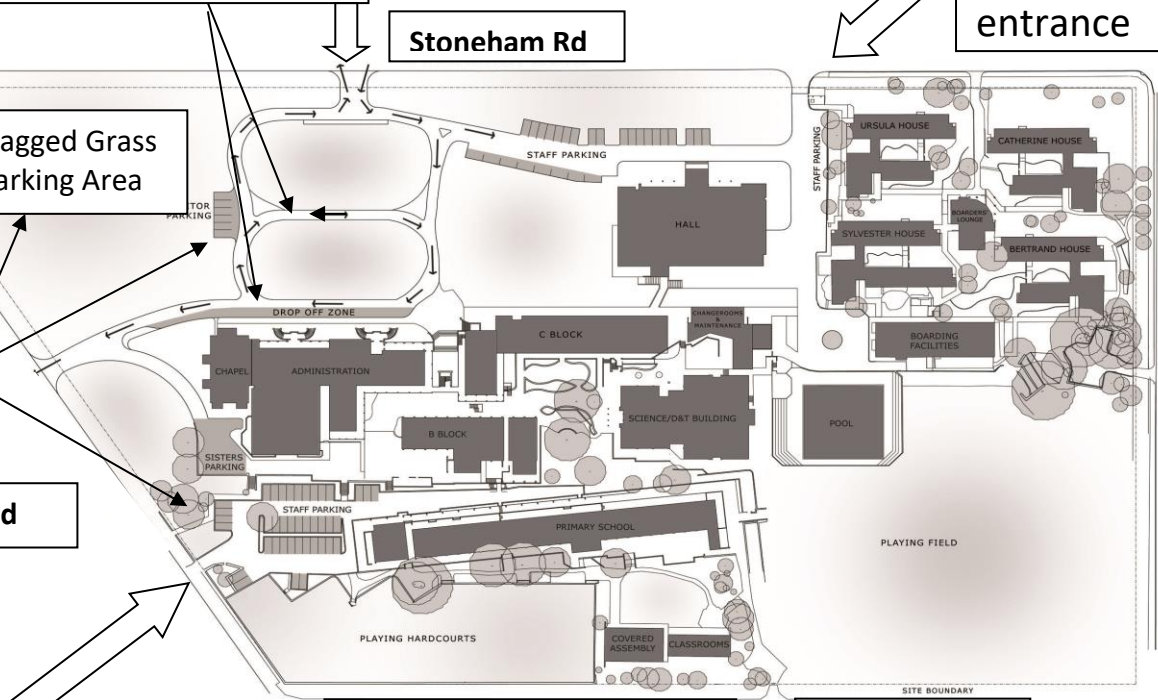 entrance
Stoneham Rd
agged Grass
arking Area
STAFF PARKING
STAFF PARKING
URSULA HOUSE
CATHERINE HOUSE
TOR
PARKING
HALL
BOARDERS'
LOUNGE
SYLVESTER HOUSE
BERTRAND HOUSE
DROP OFF ZONE
CHANGEROOMS
&
MAINTENANCE
C BLOCK
BOARDING
FACILITIES
CHAPEL
ADMINISTRATION
SCIENCE/D&T BUILDING
POOL
B BLOCK
SISTERS
PARKING
d
STAFF PARKING
PRIMARY SCHOOL
PLAYING FIELD
PLAYING HARDCOURTS
COVERED
ASSEMBLY
CLASSROOMS
SITE BOUNDARY